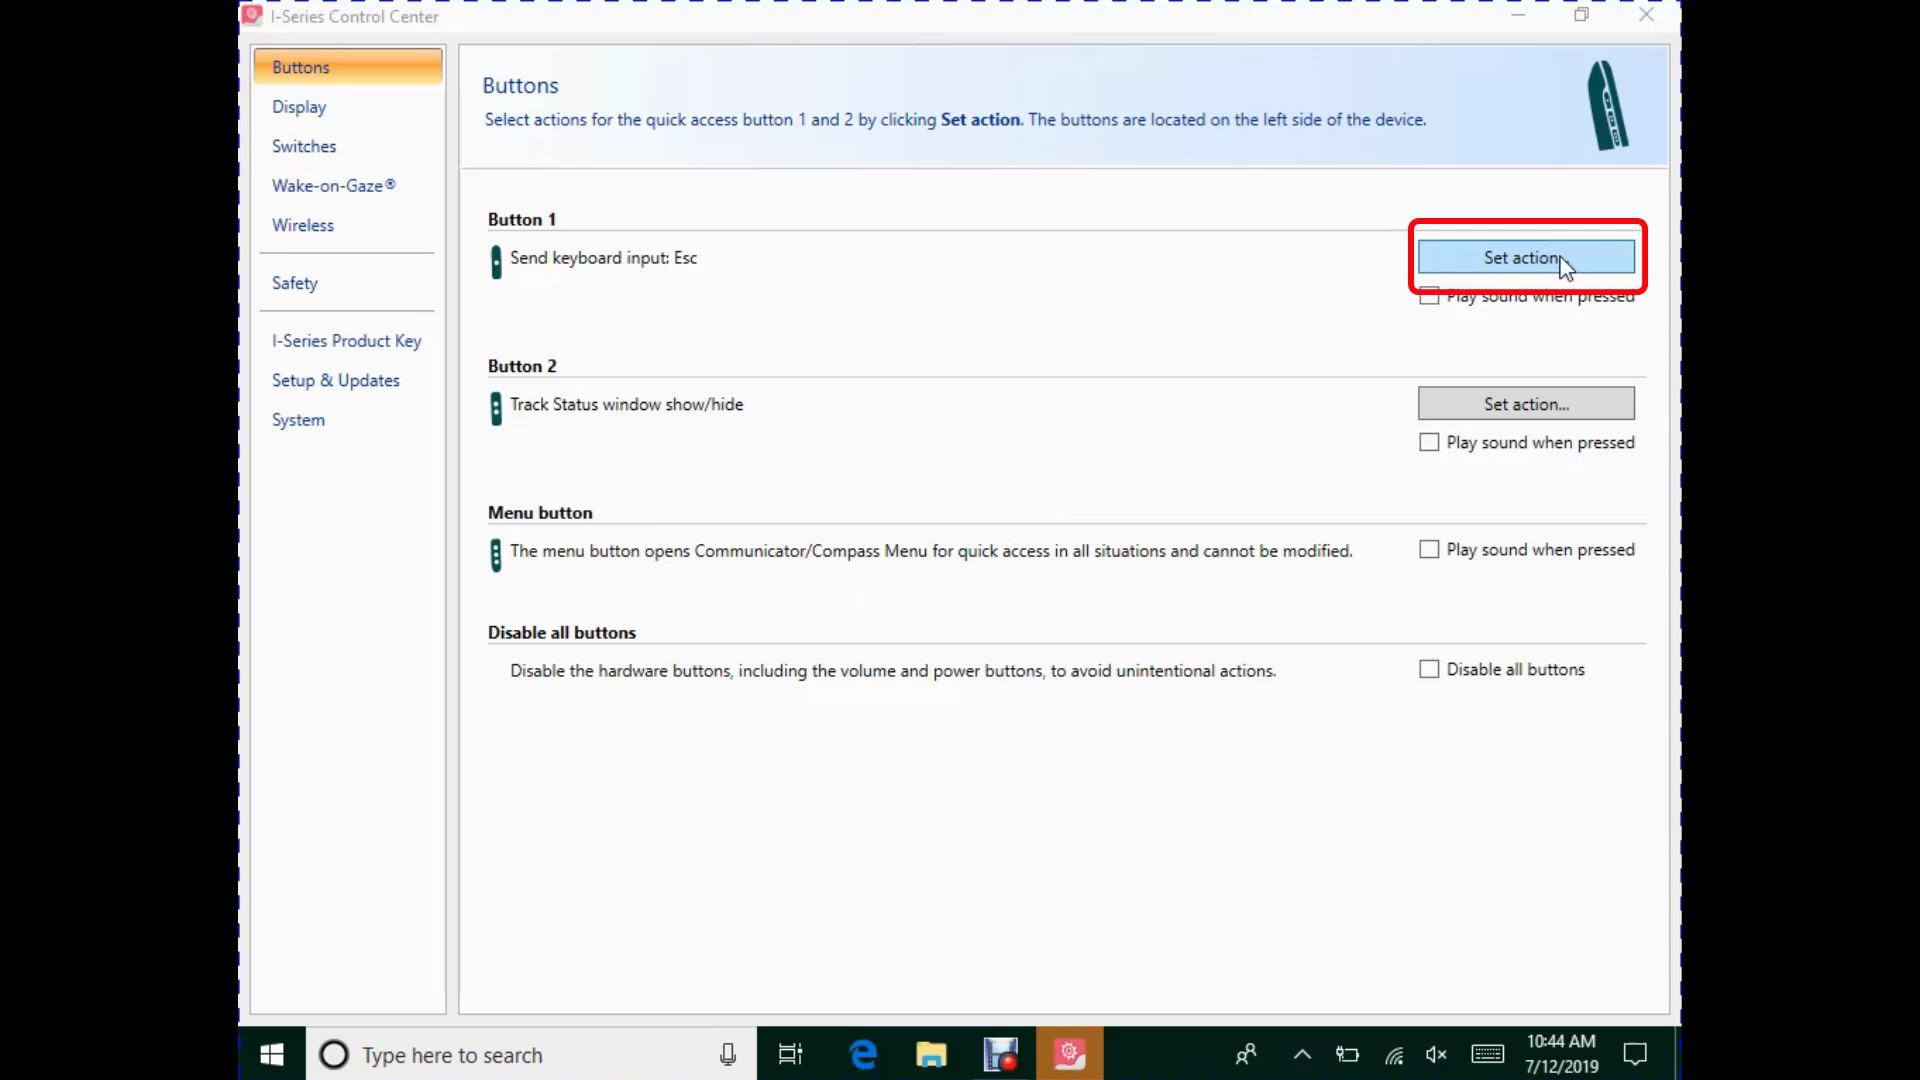 I-Series Control Center
Buttons
Display
Switches
Wake-on-Gaze®
Wireless
Safety
I-Series Product Key
Setup & Updates
System
Buttons
Select actions for the quick access button 1 and 2 by clicking Set action. The buttons are located on the left side of the device.
Button 1
Send keyboard input: Esc
Set action
Play sound when pressed
Button 2
Track Status window show/hide
Set action...
Play sound when pressed
Menu button
The menu button opens Communicator/Compass Menu for quick access in all situations and cannot be modified.
Play sound when pressed
Disable all buttons
Disable the hardware buttons, including the volume and power buttons, to avoid unintentional actions.
Disable all buttons
Type here to search
10:44 AM
7/12/2019